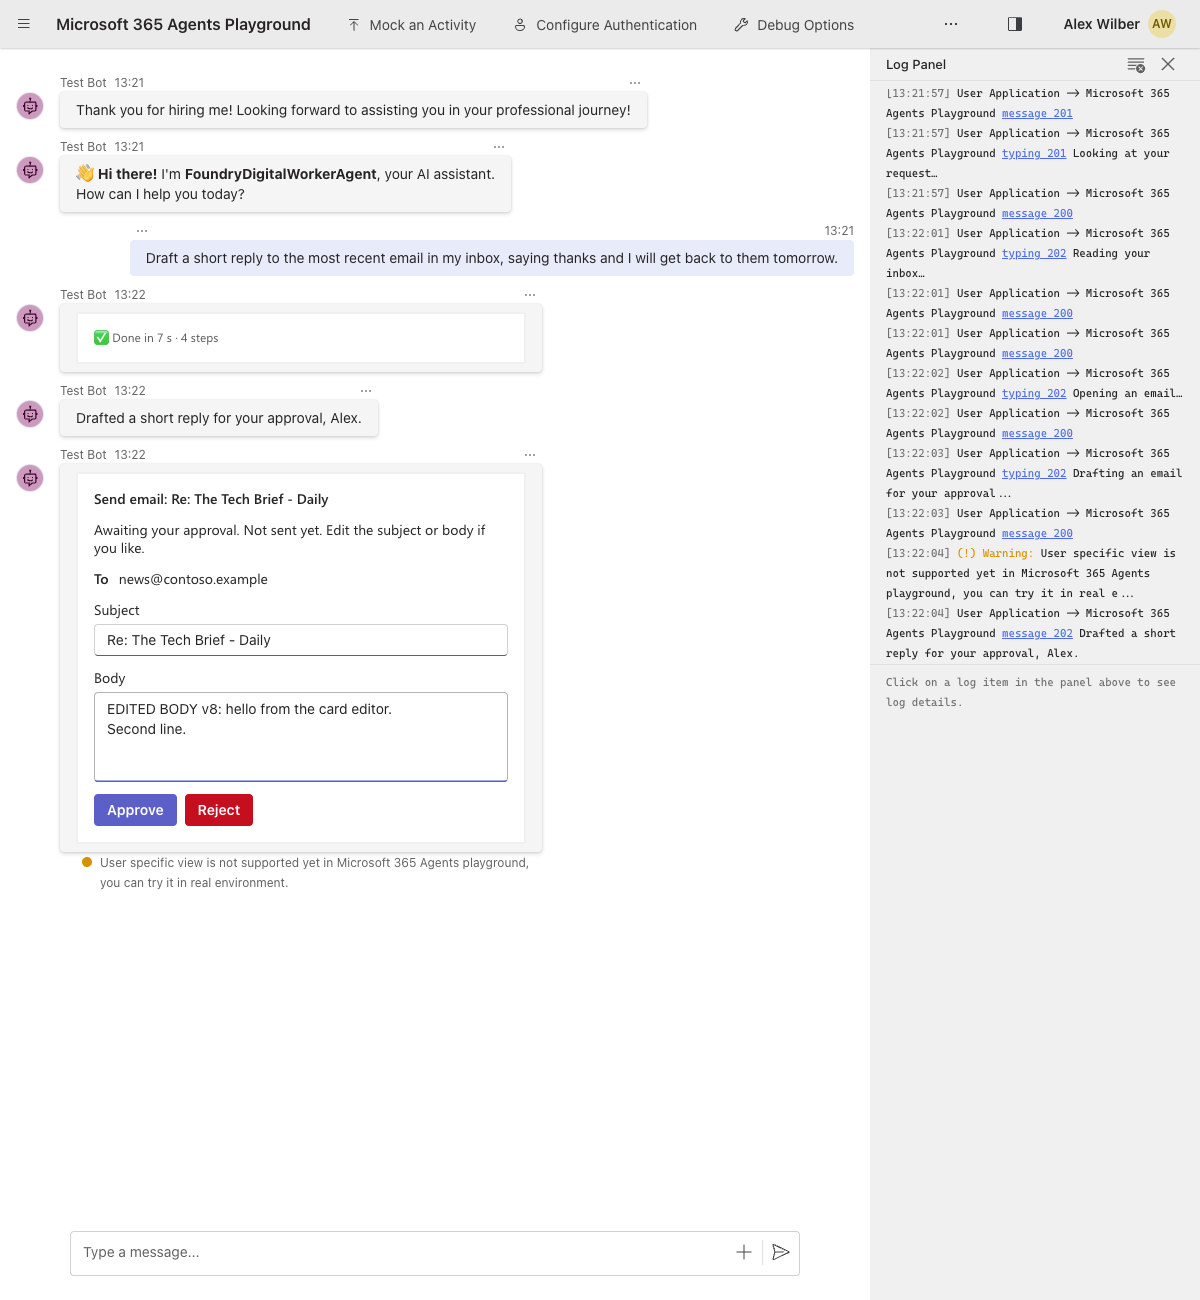 Microsoft 365 Agents Playground
Mock an Activity
Configure Authentication
Debug Options
...
Alex Wilber
AW
Test Bot 13:21
...
Thank you for hiring me! Looking forward to assisting you in your professional journey!
Test Bot 13:21
...
👋 Hi there! I'm FoundryDigitalWorkerAgent, your AI assistant.
How can I help you today?
...
13:21
Draft a short reply to the most recent email in my inbox, saying thanks and I will get back to them tomorrow.
Test Bot 13:22
...
✅ Done in 7 s · 4 steps
Test Bot 13:22
...
Drafted a short reply for your approval, Alex.
Test Bot 13:22
...
Send email: Re: The Tech Brief - Daily
Awaiting your approval. Not sent yet. Edit the subject or body if
you like.
To news@contoso.example
Subject
Re: The Tech Brief - Daily
Body
EDITED BODY v8: hello from the card editor.
Second line.
Approve
Reject
User specific view is not supported yet in Microsoft 365 Agents playground,
you can try it in real environment.
Type a message...
Log Panel
[13:21:57] User Application → Microsoft 365
Agents Playground message 201
[13:21:57] User Application → Microsoft 365
Agents Playground typing 201 Looking at your
request…
[13:21:57] User Application → Microsoft 365
Agents Playground message 200
[13:22:01] User Application → Microsoft 365
Agents Playground typing 202 Reading your
inbox…
[13:22:01] User Application → Microsoft 365
Agents Playground message 200
[13:22:01] User Application → Microsoft 365
Agents Playground message 200
[13:22:02] User Application → Microsoft 365
Agents Playground typing 202 Opening an email…
[13:22:02] User Application → Microsoft 365
Agents Playground message 200
[13:22:03] User Application → Microsoft 365
Agents Playground typing 202 Drafting an email
for your approval...
[13:22:03] User Application → Microsoft 365
Agents Playground message 200
[13:22:04] (!) Warning: User specific view is
not supported yet in Microsoft 365 Agents
playground, you can try it in real e...
[13:22:04] User Application → Microsoft 365
Agents Playground message 202 Drafted a short
reply for your approval, Alex.
Click on a log item in the panel above to see
log details.